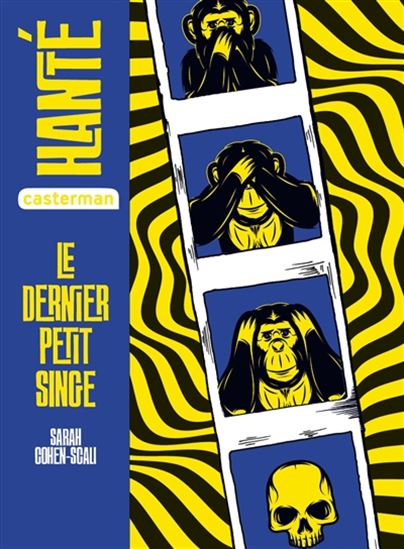 HANTÉ
casterman
LE
DERNIER
PETIT
SINGE
SARAH
COHEN-SCALI